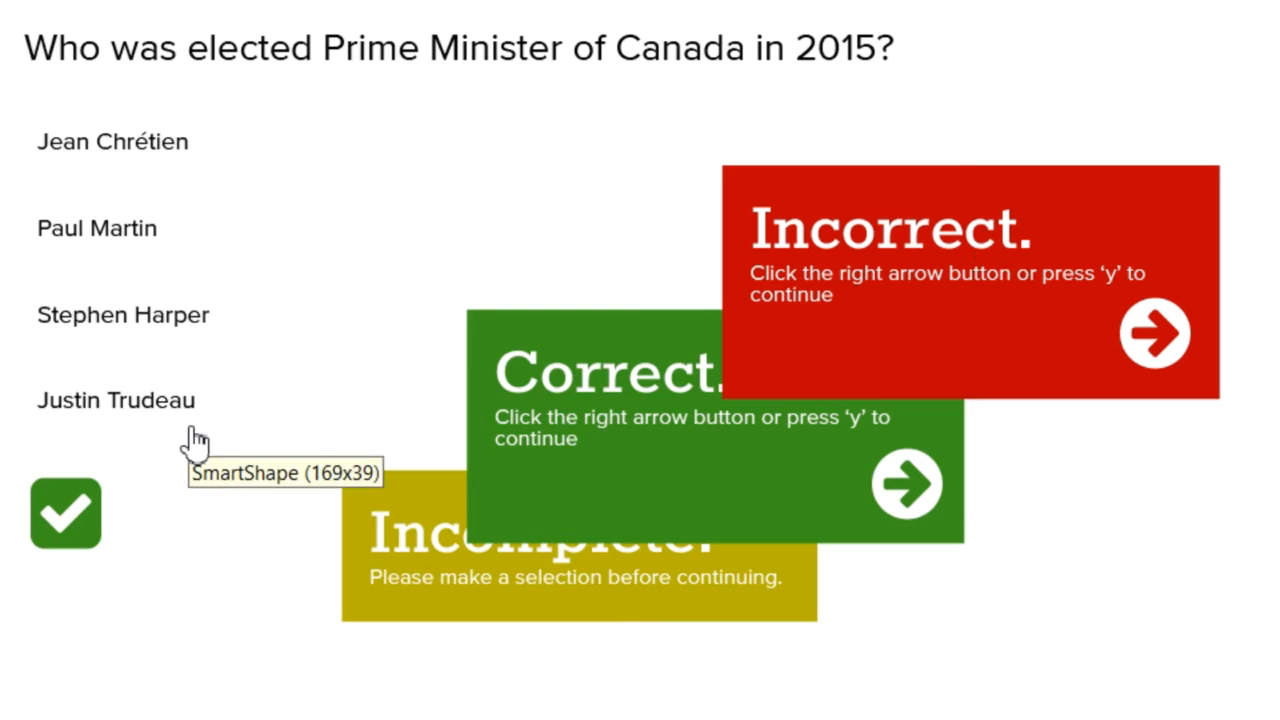 Who was elected Prime Minister of Canada in 2015?
Jean Chrétien
Paul Martin
Stephen Harper
Justin Trudeau
SmartShape (169x39)
Incorrect.
Click the right arrow button or press ‘y’ to
continue
Correct.
Click the right arrow button or press ‘y’ to
continue
Incomplete.
Please make a selection before continuing.